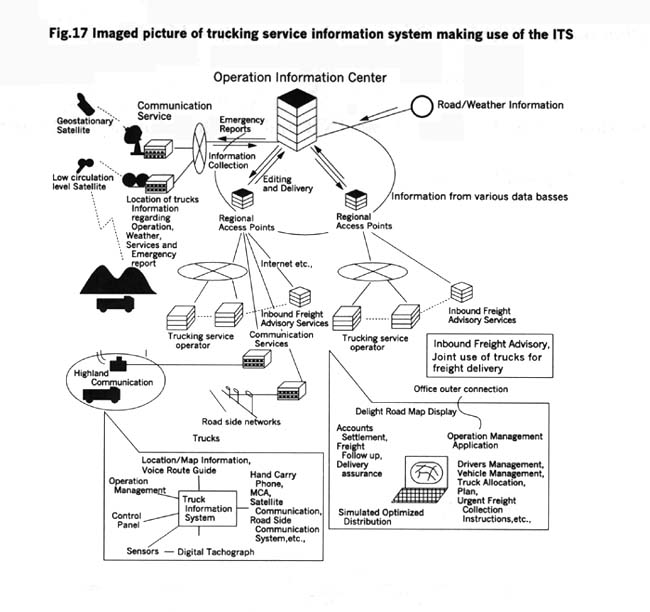 Fig.17 Imaged picture of trucking service information system making use of the ITS
Operation Information Center
Geostationary
Satellite
Communication
Service
Emergency
Reports
Road/Weather Information
Information
Collection
Low circulation
level Satellite
Editing
and Delivery
Location of trucks
Information
regarding
Operation,
Weather,
Services and
Emergency
report
Information from various data basses
Regional
Access Points
Regional
Access Points
Internet etc.,
Inbound Freight
Advisory Services
Inbound Freight
Advisory Services
Trucking service
operator
Communication
Services
Trucking service
operator
Inbound Freight Advisory,
Joint use of trucks for
freight delivery
Highland
Communication
Office outer connection
Road side networks
Trucks
Delight Road Map Display
Accounts
Settlement,
Freight
Follow up,
Delivery
assurance
Operation Management
Application
Drivers Management,
Vehicle Management,
Truck Allocation,
Plan,
Urgent Freight
Collection
Instructions,etc.,
Simulated Optimized
Distribution
Location/Map Information,
Voice Route Guide
Operation
Management
Truck
Information
System
Control
Panel
Hand Carry
Phone,
MCA,
Satellite
Communication,
Road Side
Communication
System,etc.,
Sensors — Digital Tachograph